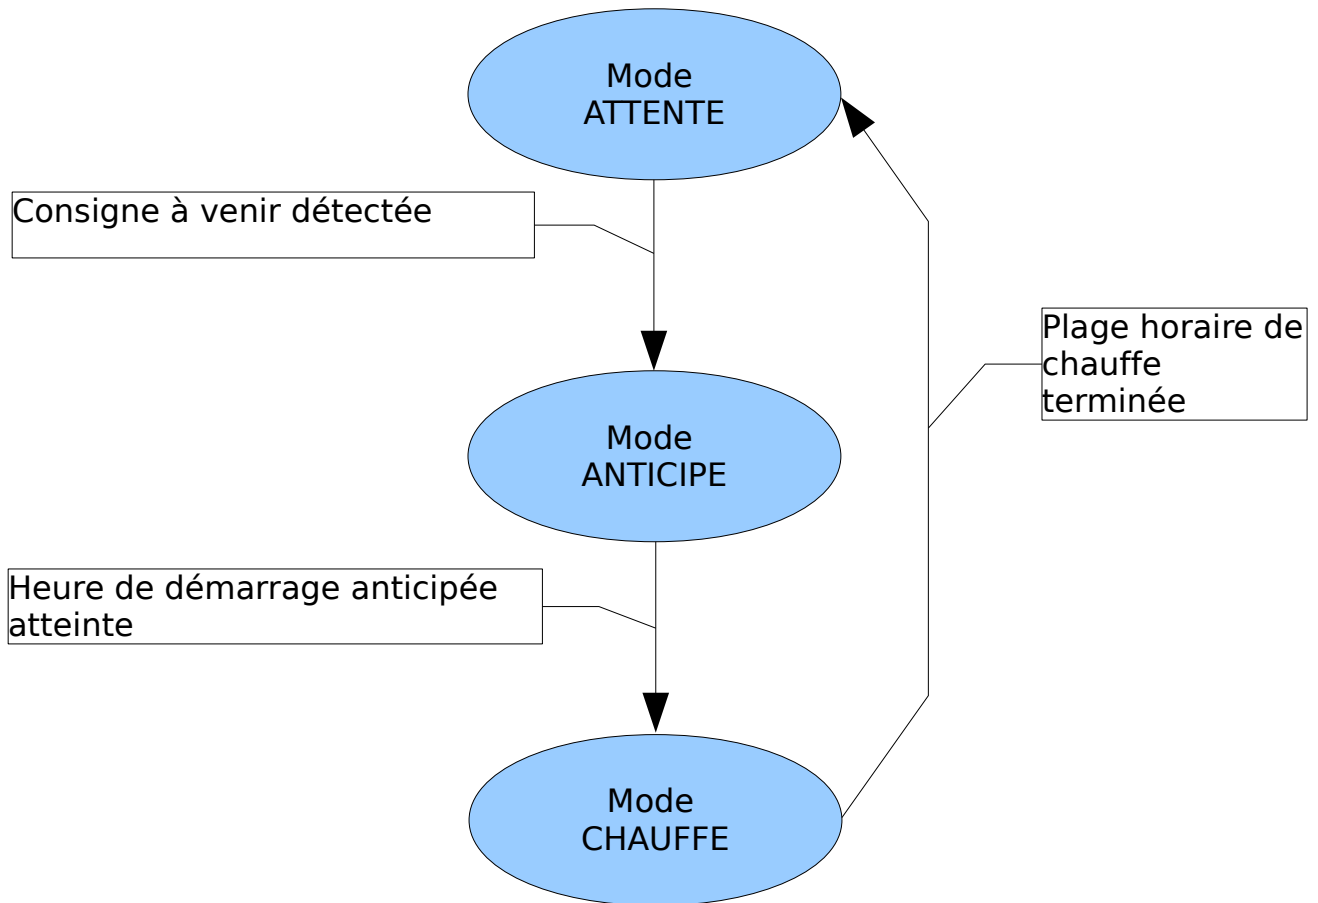 Mode
ATTENTE
Consigne à venir détectée
Plage horaire de
chauffe
terminée
Mode
ANTICIPE
Heure de démarrage anticipée
atteinte
Mode
CHAUFFE